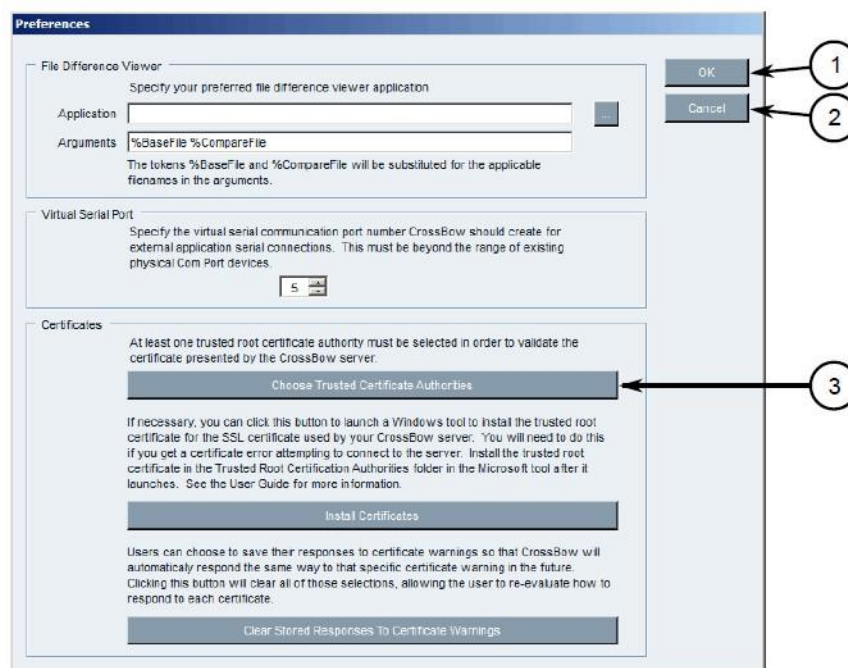 Preferences
File Difference Viewer
Specify your preferred file difference viewer application
Application
...
Arguments %BaseFile %CompareFile
The tokens %BaseFile and %CompareFile will be substituted for the applicable
filenames in the arguments.
OK
1
Cancel
2
Virtual Serial Port
Specify the virtual serial communication port number CrossBow should create for
external application serial connections. This must be beyond the range of existing
physical Com Port devices.
5
Certificates
At least one trusted root certificate authority must be selected in order to validate the
certificate presented by the CrossBow server.
Choose Trusted Certificate Authorities
3
If necessary, you can click this button to launch a Windows tool to install the trusted root
certificate for the SSL certificate used by your CrossBow server. You will need to do this
if you get a certificate error attempting to connect to the server. Install the trusted root
certificate in the Trusted Root Certification Authorities folder in the Microsoft tool after it
launches. See the User Guide for more information.
Install Certificates
Users can choose to save their responses to certificate warnings so that CrossBow will
automaticaly respond the same way to that specific certificate warning in the future.
Clicking this button will clear all of those selections, allowing the user to re-evaluate how to
respond to each certificate.
Clear Stored Responses To Certificate Warnings